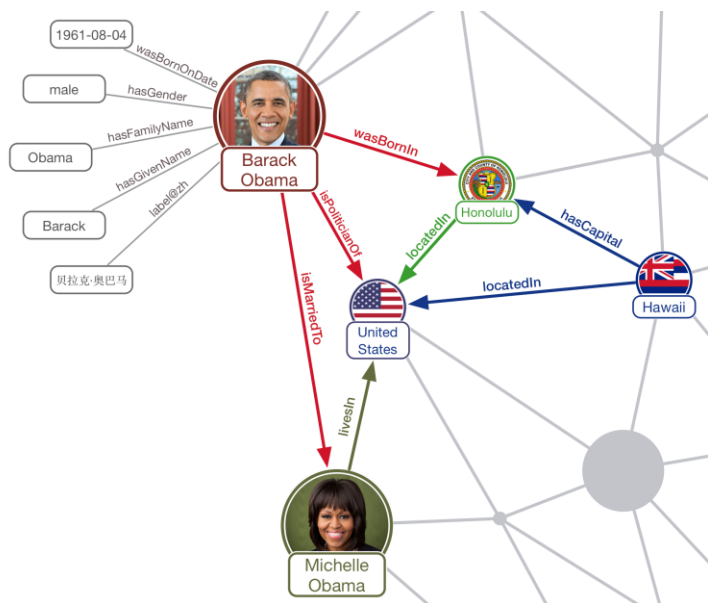 1961-08-04
wasBornOnDate
male
hasGender
Obama
hasFamilyName
Barack
hasGivenName
贝拉克·奥巴马
label@zh
Barack
Obama
wasBornIn
isPoliticianOf
isMarriedTo
Honolulu
locatedIn
hasCapital
locatedIn
Hawaii
United
States
livesIn
Michelle
Obama